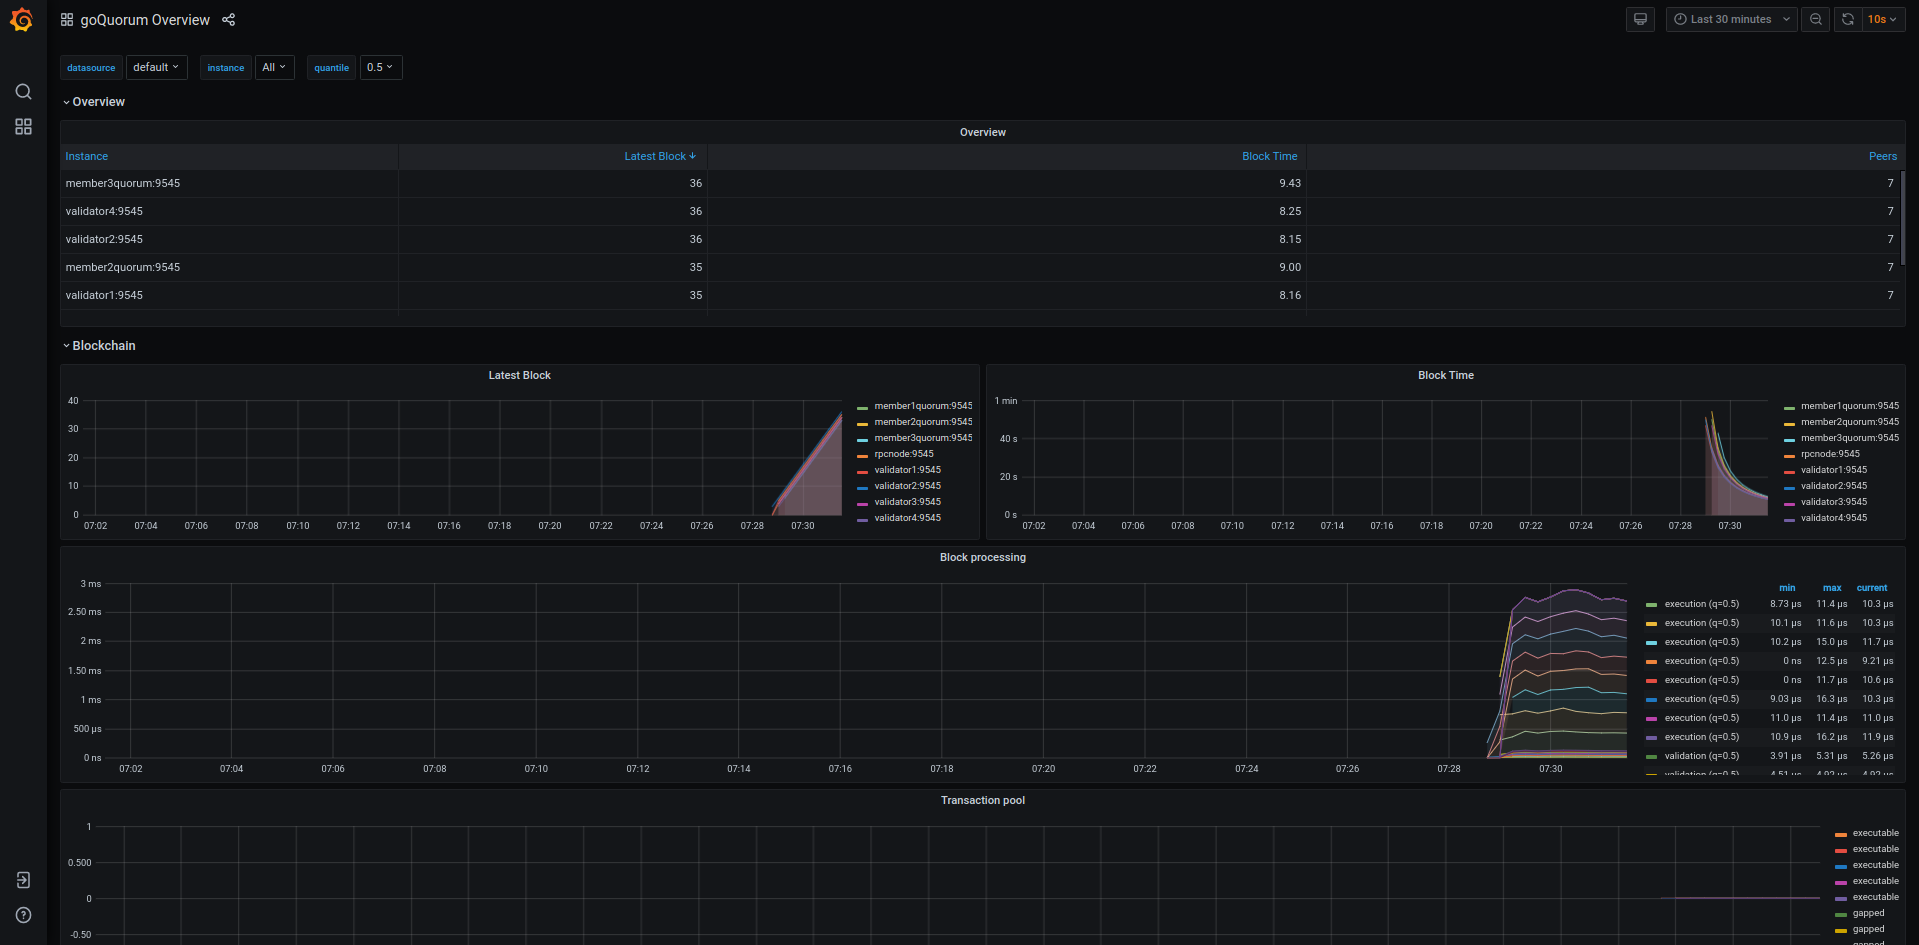 goQuorum Overview
Last 30 minutes
10s
datasource default instance All quantile 0.5
Overview
Overview
Instance Latest Block Block Time Peers
member3quorum:9545 36 9.43 7
validator4:9545 36 8.25 7
validator2:9545 36 8.15 7
member2quorum:9545 35 9.00 7
validator1:9545 35 8.16 7
Blockchain
Latest Block
40
30
20
10
0
07:02 07:04 07:06 07:08 07:10 07:12 07:14 07:16 07:18 07:20 07:22 07:24 07:26 07:28 07:30
member1quorum:9545
member2quorum:9545
member3quorum:9545
rpcnode:9545
validator1:9545
validator2:9545
validator3:9545
validator4:9545
Block Time
1 min
40 s
20 s
0 s
07:02 07:04 07:06 07:08 07:10 07:12 07:14 07:16 07:18 07:20 07:22 07:24 07:26 07:28 07:30
member1quorum:9545
member2quorum:9545
member3quorum:9545
rpcnode:9545
validator1:9545
validator2:9545
validator3:9545
validator4:9545
Block processing
3 ms
2.50 ms
2 ms
1.50 ms
1 ms
500 µs
0 ns
07:02 07:04 07:06 07:08 07:10 07:12 07:14 07:16 07:18 07:20 07:22 07:24 07:26 07:28 07:30
min max current
execution (q=0.5) 8.73 µs 11.4 µs 10.3 µs
execution (q=0.5) 10.1 µs 11.6 µs 10.3 µs
execution (q=0.5) 10.2 µs 15.0 µs 11.7 µs
execution (q=0.5) 0 ns 12.5 µs 9.21 µs
execution (q=0.5) 0 ns 11.7 µs 10.6 µs
execution (q=0.5) 9.03 µs 16.3 µs 10.3 µs
execution (q=0.5) 11.0 µs 11.4 µs 11.0 µs
execution (q=0.5) 10.9 µs 16.2 µs 11.9 µs
validation (q=0.5) 3.91 µs 5.31 µs 5.26 µs
validation (q=0.5)
Transaction pool
1
0.500
0
-0.50
executable
executable
executable
executable
executable
gapped
gapped
gapped